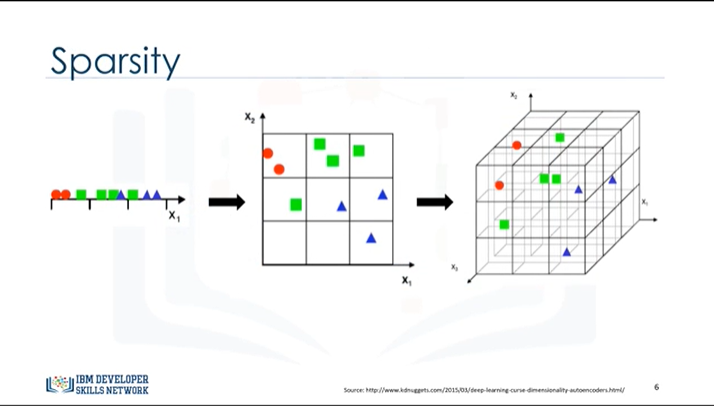 Sparsity
X₂
X₁
X₁
X₂
X₁
X₃
IBM DEVELOPER
SKILLS NETWORK
Source: http://www.kdnuggets.com/2015/03/deep-learning-curse-dimensionality-autoencoders.html/
6